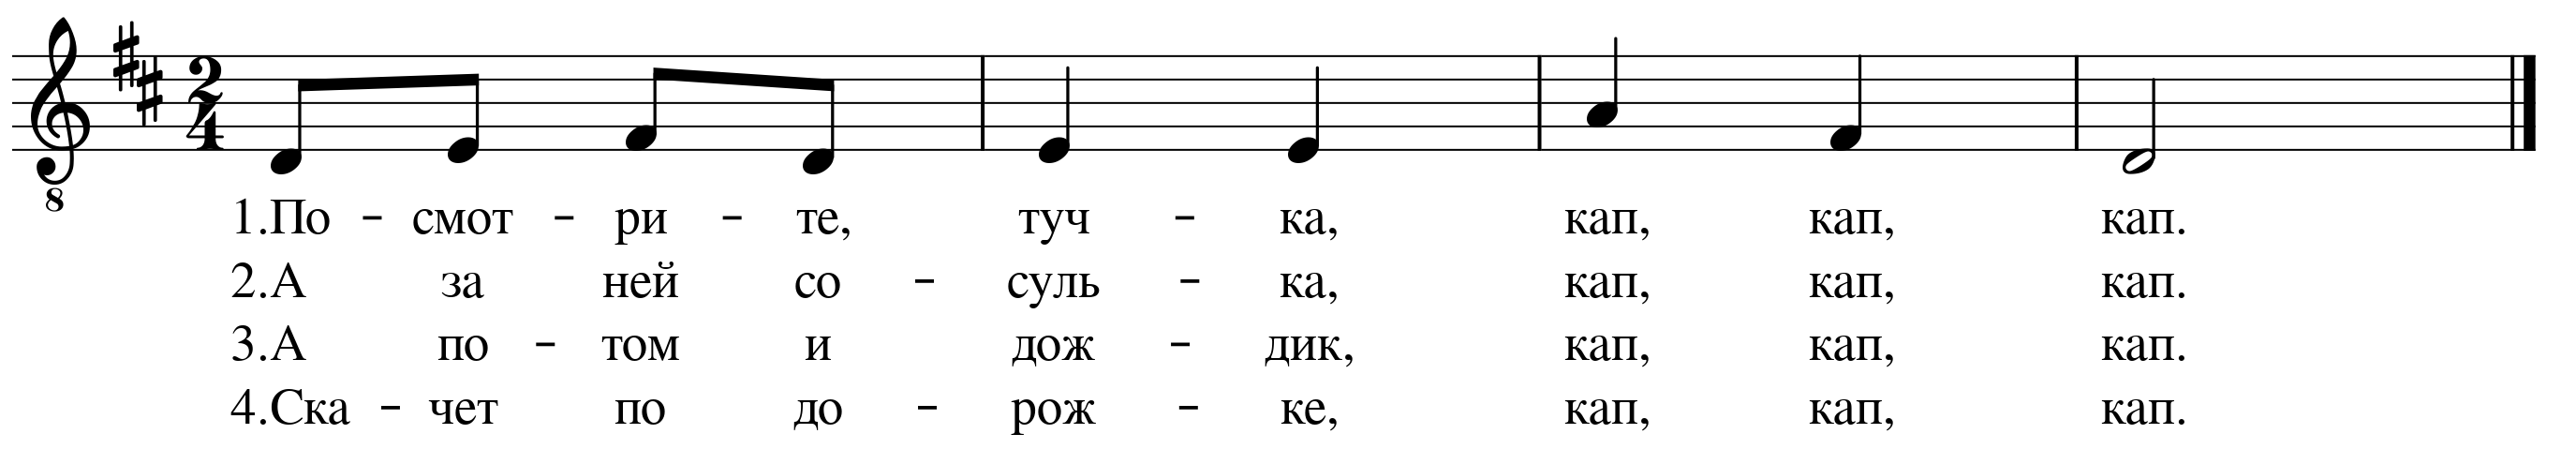 2
4
8
1.По - смот - ри - те, туч - ка, кап, кап, кап.
2.А за ней со - суль - ка, кап, кап, кап.
3.А по - том и дож - дик, кап, кап, кап.
4.Ска - чет по до - рож - ке, кап, кап, кап.